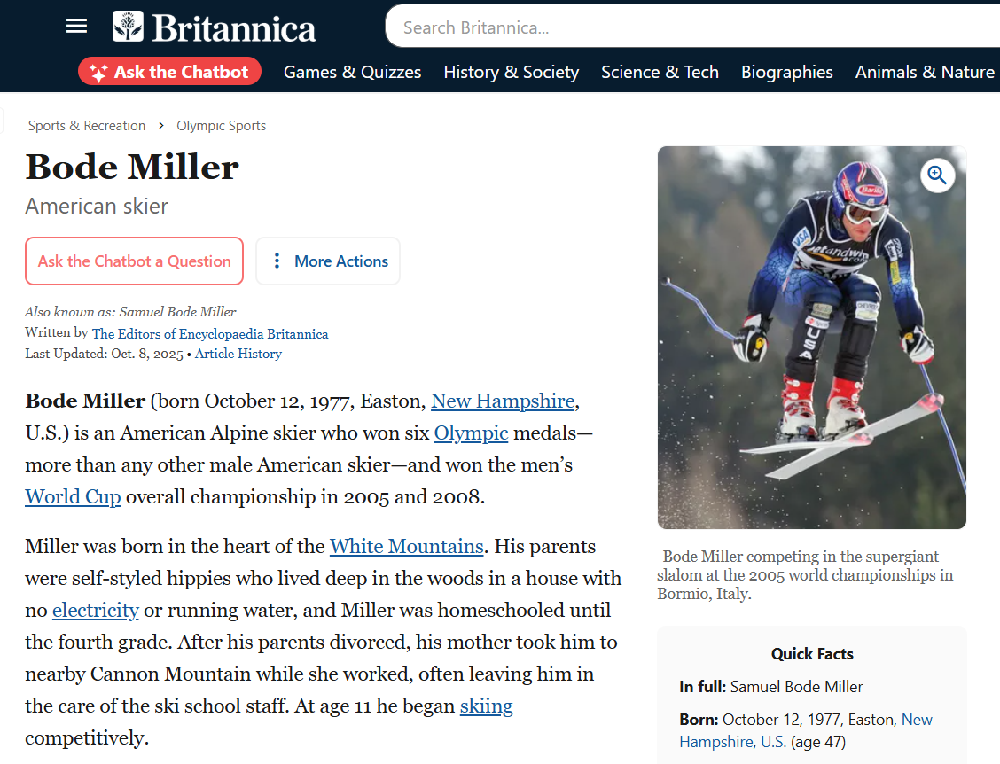 Britannica
Search Britannica...
Ask the Chatbot
Games & Quizzes
History & Society
Science & Tech
Biographies
Animals & Nature
Sports & Recreation > Olympic Sports
Bode Miller
American skier
Ask the Chatbot a Question
More Actions
Also known as: Samuel Bode Miller
Written by The Editors of Encyclopaedia Britannica
Last Updated: Oct. 8, 2025 • Article History
Bode Miller (born October 12, 1977, Easton, New Hampshire,
U.S.) is an American Alpine skier who won six Olympic medals—
more than any other male American skier—and won the men’s
World Cup overall championship in 2005 and 2008.
Miller was born in the heart of the White Mountains. His parents
were self-styled hippies who lived deep in the woods in a house with
no electricity or running water, and Miller was homeschooled until
the fourth grade. After his parents divorced, his mother took him to
nearby Cannon Mountain while she worked, often leaving him in
the care of the ski school staff. At age 11 he began skiing
competitively.
Barilla
VISA
USA
Bode Miller competing in the supergiant
slalom at the 2005 world championships in
Bormio, Italy.
Quick Facts
In full: Samuel Bode Miller
Born: October 12, 1977, Easton, New
Hampshire, U.S. (age 47)